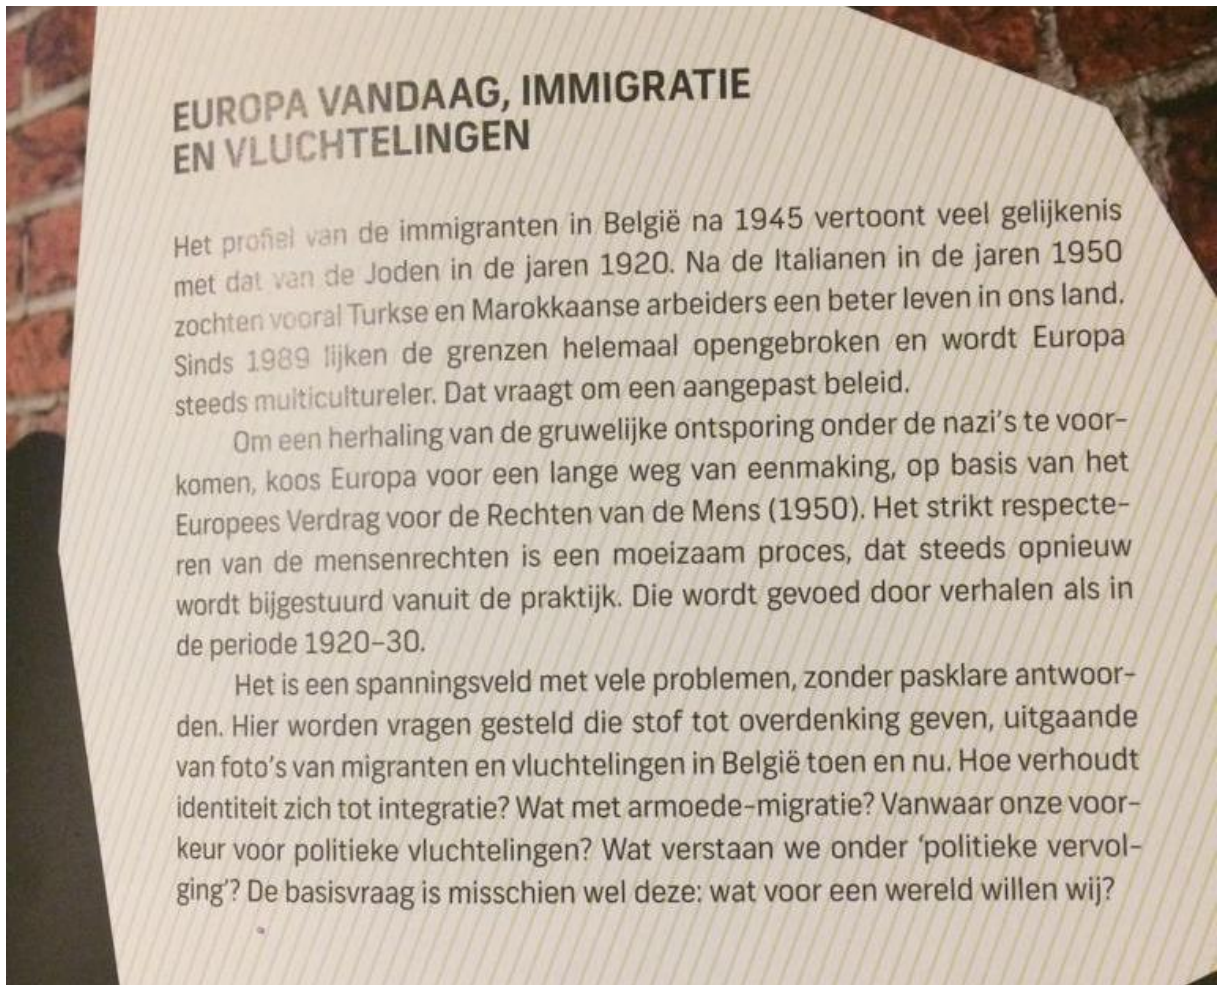 EUROPA VANDAAG, IMMIGRATIE
EN VLUCHTELINGEN
Het profiel van de immigranten in België na 1945 vertoont veel gelijkenis
met dat van de Joden in de jaren 1920. Na de Italianen in de jaren 1950
zochten vooral Turkse en Marokkaanse arbeiders een beter leven in ons land.
Sinds 1989 lijken de grenzen helemaal opengebroken en wordt Europa
steeds multicultureler. Dat vraagt om een aangepast beleid.
Om een herhaling van de gruwelijke ontsporing onder de nazi's te voor-
komen, koos Europa voor een lange weg van eenmaking, op basis van het
Europees Verdrag voor de Rechten van de Mens (1950). Het strikt respecte-
ren van de mensenrechten is een moeizaam proces, dat steeds opnieuw
wordt bijgestuurd vanuit de praktijk. Die wordt gevoed door verhalen als in
de periode 1920-30.
Het is een spanningsveld met vele problemen, zonder pasklare antwoor-
den. Hier worden vragen gesteld die stof tot overdenking geven, uitgaande
van foto's van migranten en vluchtelingen in België toen en nu. Hoe verhoudt
identiteit zich tot integratie? Wat met armoede-migratie? Vanwaar onze voor-
keur voor politieke vluchtelingen? Wat verstaan we onder 'politieke vervol-
ging'? De basisvraag is misschien wel deze: wat voor een wereld willen wij?